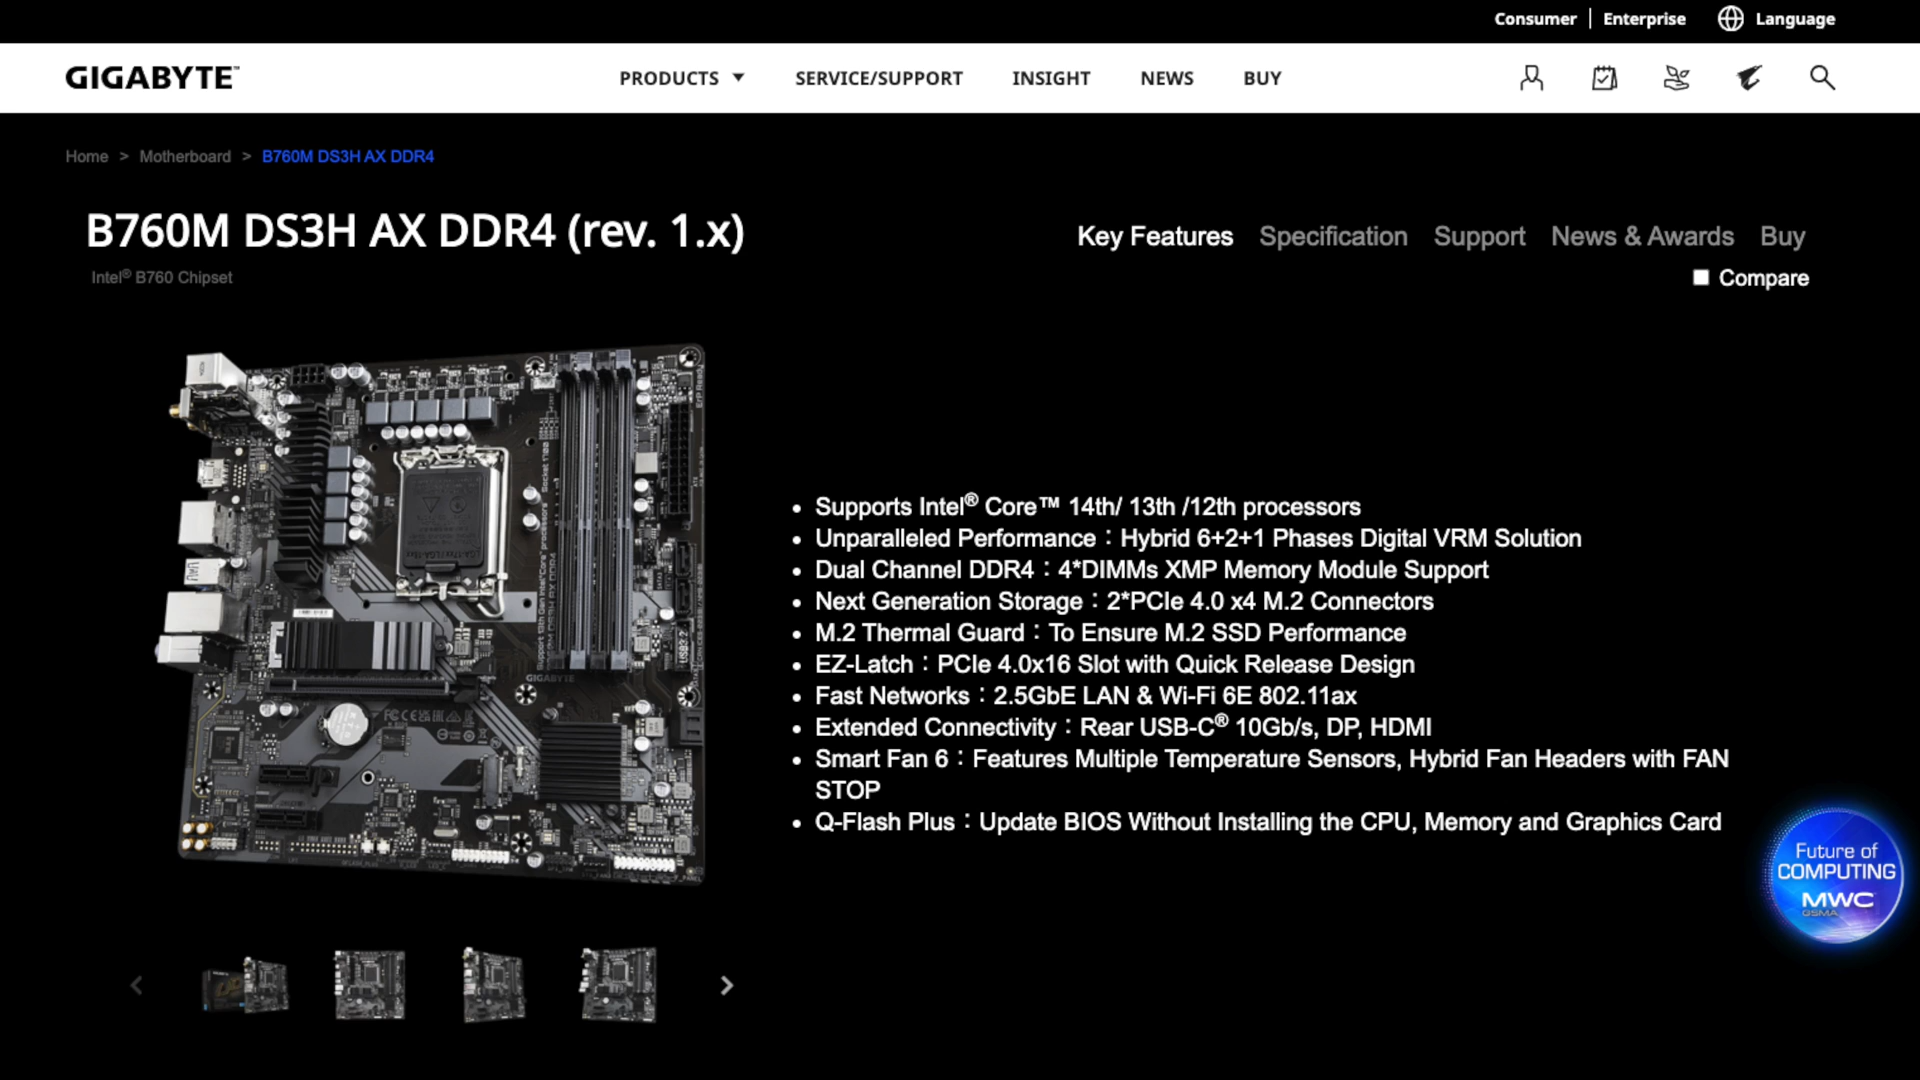 Consumer | Enterprise Language
GIGABYTE™ PRODUCTS SERVICE/SUPPORT INSIGHT NEWS BUY
Home > Motherboard > B760M DS3H AX DDR4
B760M DS3H AX DDR4 (rev. 1.x)
Key Features Specification Support News & Awards Buy
Intel® B760 Chipset
Compare
• Supports Intel® Core™ 14th/ 13th /12th processors
• Unparalleled Performance：Hybrid 6+2+1 Phases Digital VRM Solution
• Dual Channel DDR4：4*DIMMs XMP Memory Module Support
• Next Generation Storage：2*PCIe 4.0 x4 M.2 Connectors
• M.2 Thermal Guard：To Ensure M.2 SSD Performance
• EZ-Latch：PCIe 4.0x16 Slot with Quick Release Design
• Fast Networks：2.5GbE LAN & Wi-Fi 6E 802.11ax
• Extended Connectivity：Rear USB-C® 10Gb/s, DP, HDMI
• Smart Fan 6：Features Multiple Temperature Sensors, Hybrid Fan Headers with FAN
STOP
• Q-Flash Plus：Update BIOS Without Installing the CPU, Memory and Graphics Card
GIGABYTE
Future of
COMPUTING
MWC
GSMA